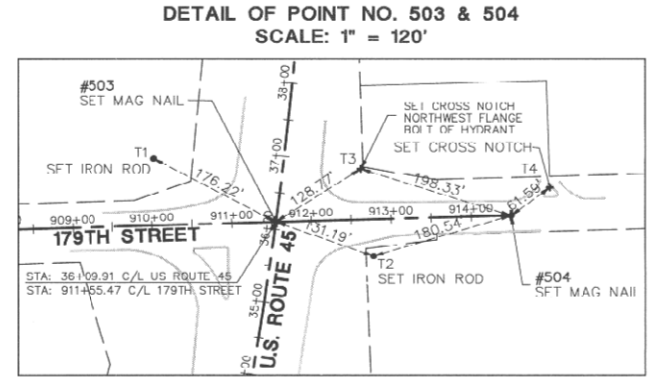 DETAIL OF POINT NO. 503 & 504
SCALE: 1" = 120'
#503
SET MAG NAIL
38+00
SET CROSS NOTCH
NORTHWEST FLANGE
BOLT OF HYDRANT
SET CROSS NOTCH
T1
SET IRON ROD
37+00
T3
T4
176.22'
128.77'
198.33'
61.59'
909+00
910+00
911+00
912+00
913+00
914+00
179TH STREET
36+00
131.19'
180.54'
T2
SET IRON ROD
#504
SET MAG NAIL
STA: 36+09.91 C/L US ROUTE 45
STA: 911+55.47 C/L 179TH STREET
35+00
U.S. ROUTE 45
+00